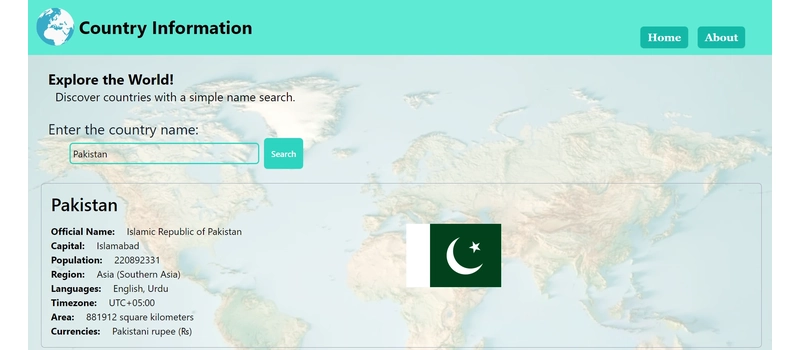 Country Information
Home
About
Explore the World!
Discover countries with a simple name search.
Enter the country name:
Pakistan
Search
Pakistan
Official Name: Islamic Republic of Pakistan
Capital: Islamabad
Population: 220892331
Region: Asia (Southern Asia)
Languages: English, Urdu
Timezone: UTC+05:00
Area: 881912 square kilometers
Currencies: Pakistani rupee (₨)